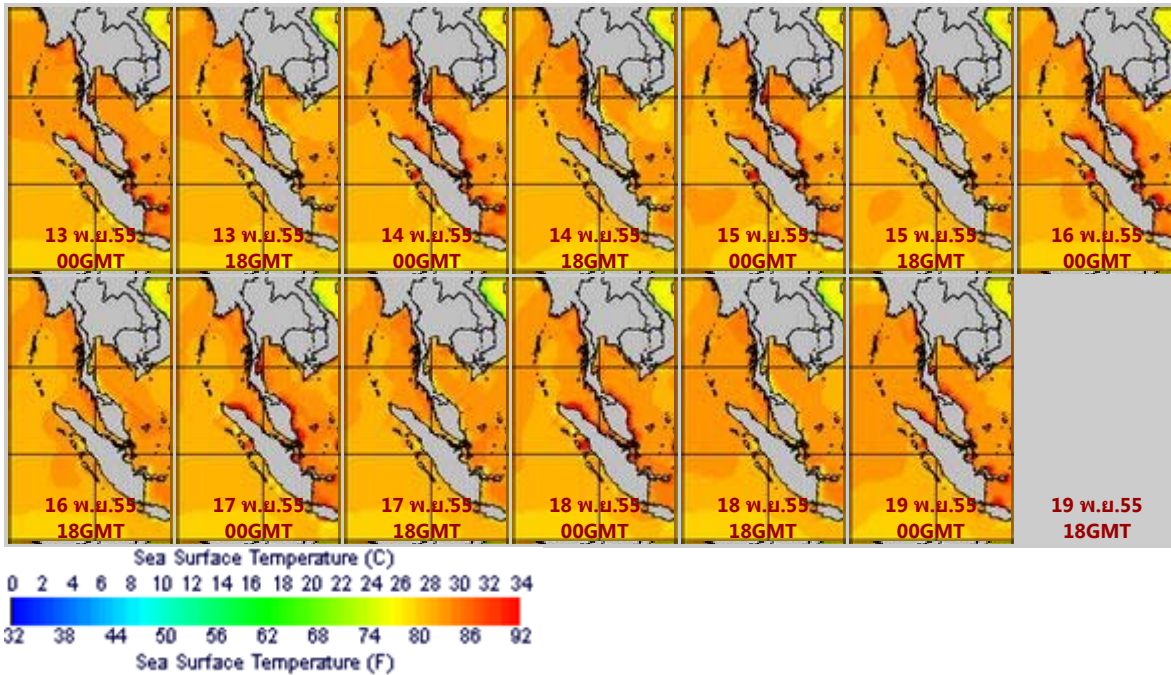 13 พ.ย.55
00GMT
13 พ.ย.55
18GMT
14 พ.ย.55
00GMT
14 พ.ย.55
18GMT
15 พ.ย.55
00GMT
15 พ.ย.55
18GMT
16 พ.ย.55
00GMT
16 พ.ย.55
18GMT
17 พ.ย.55
00GMT
17 พ.ย.55
18GMT
18 พ.ย.55
00GMT
18 พ.ย.55
18GMT
19 พ.ย.55
00GMT
19 พ.ย.55
18GMT
Sea Surface Temperature (C)
0 2 4 6 8 10 12 14 16 18 20 22 24 26 28 30 32 34
32 38 44 50 56 62 68 74 80 86 92
Sea Surface Temperature (F)